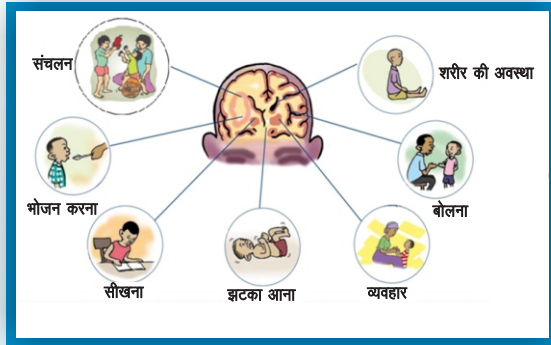 संचलन
शरीर की अवस्था
भोजन करना
बोलना
सीखना
झटका आना
व्यवहार